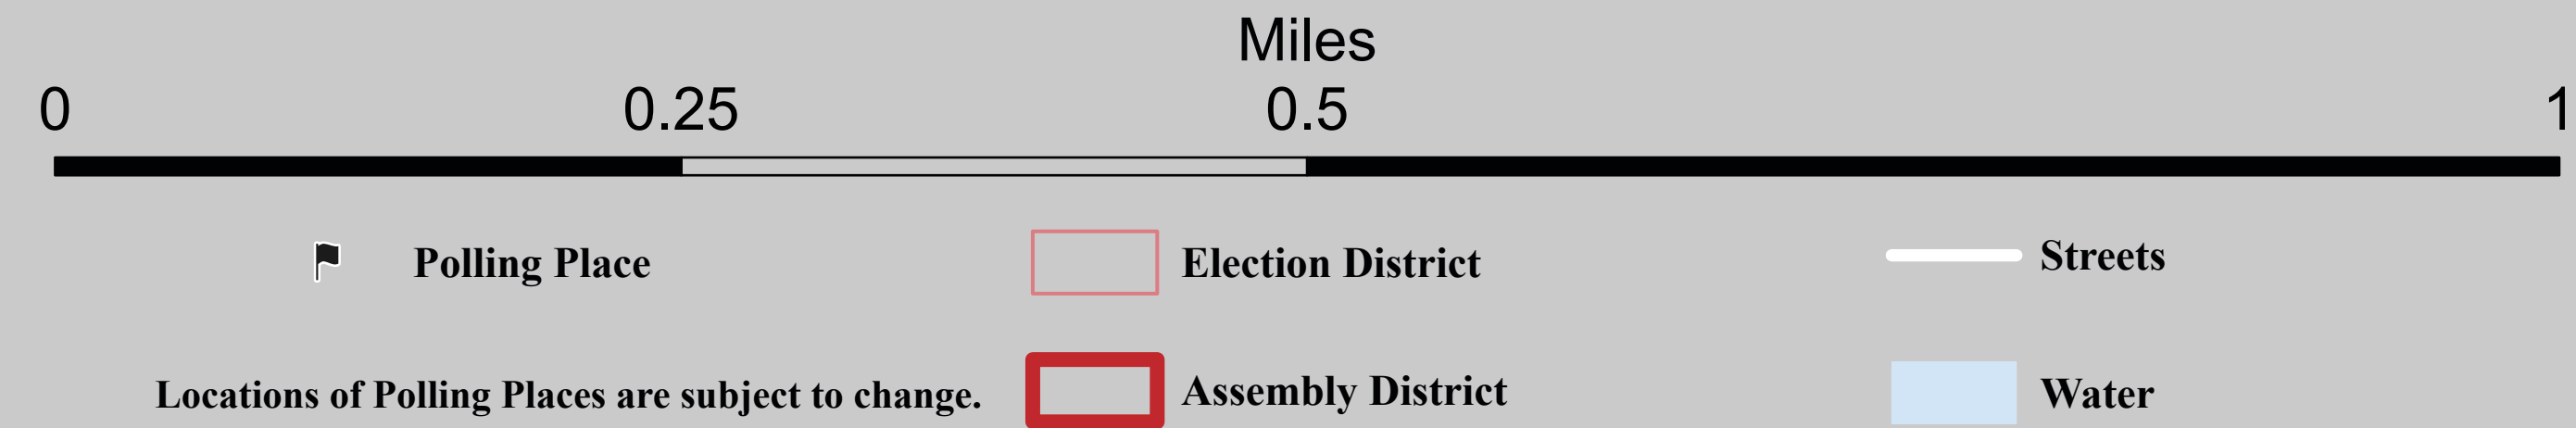 Miles
0 0.25 0.5 1
Polling Place Election District Streets
Locations of Polling Places are subject to change. Assembly District Water